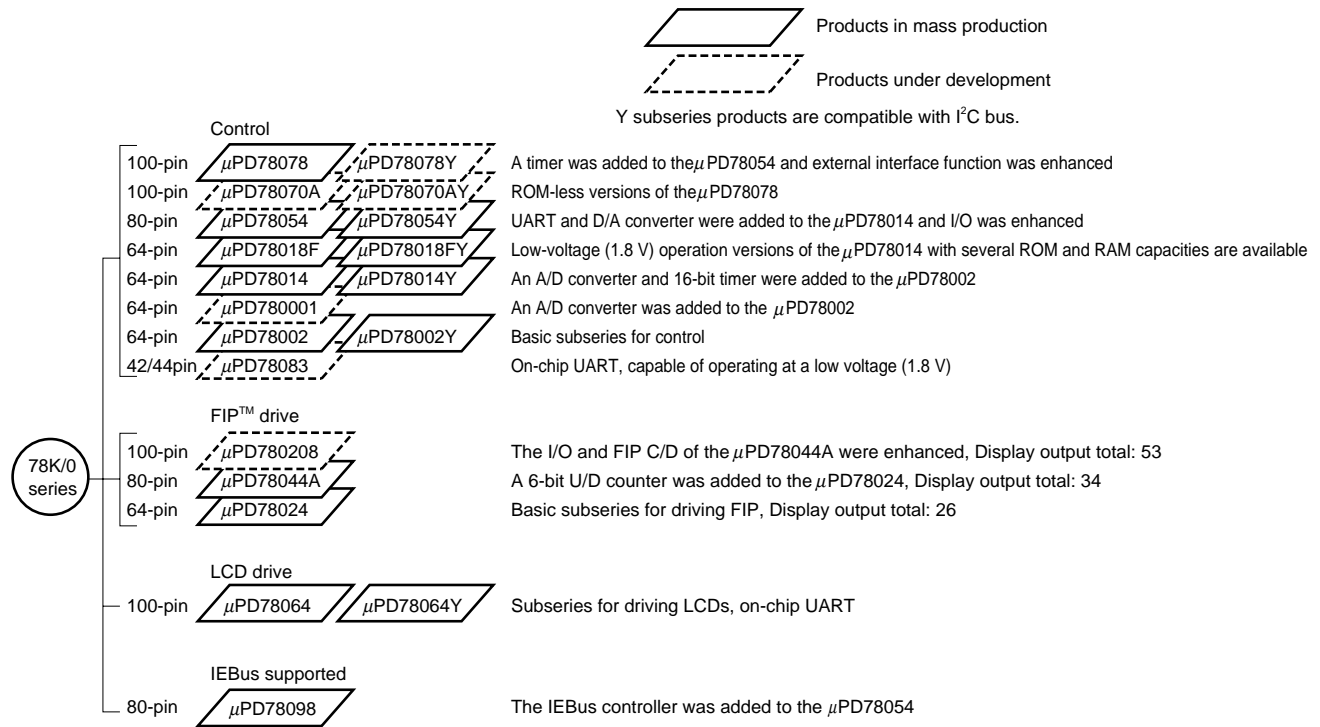 Products in mass production
Products under development
Y subseries products are compatible with I²C bus.
Control
100-pin μPD78078 μPD78078Y A timer was added to the μPD78054 and external interface function was enhanced
100-pin μPD78070A μPD78070AY ROM-less versions of the μPD78078
80-pin μPD78054 μPD78054Y UART and D/A converter were added to the μPD78014 and I/O was enhanced
64-pin μPD78018F μPD78018FY Low-voltage (1.8 V) operation versions of the μPD78014 with several ROM and RAM capacities are available
64-pin μPD78014 μPD78014Y An A/D converter and 16-bit timer were added to the μPD78002
64-pin μPD780001 An A/D converter was added to the μPD78002
64-pin μPD78002 μPD78002Y Basic subseries for control
42/44pin μPD78083 On-chip UART, capable of operating at a low voltage (1.8 V)
FIP™ drive
100-pin μPD780208 The I/O and FIP C/D of the μPD78044A were enhanced, Display output total: 53
78K/0
series
80-pin μPD78044A A 6-bit U/D counter was added to the μPD78024, Display output total: 34
64-pin μPD78024 Basic subseries for driving FIP, Display output total: 26
LCD drive
100-pin μPD78064 μPD78064Y Subseries for driving LCDs, on-chip UART
IEBus supported
80-pin μPD78098 The IEBus controller was added to the μPD78054